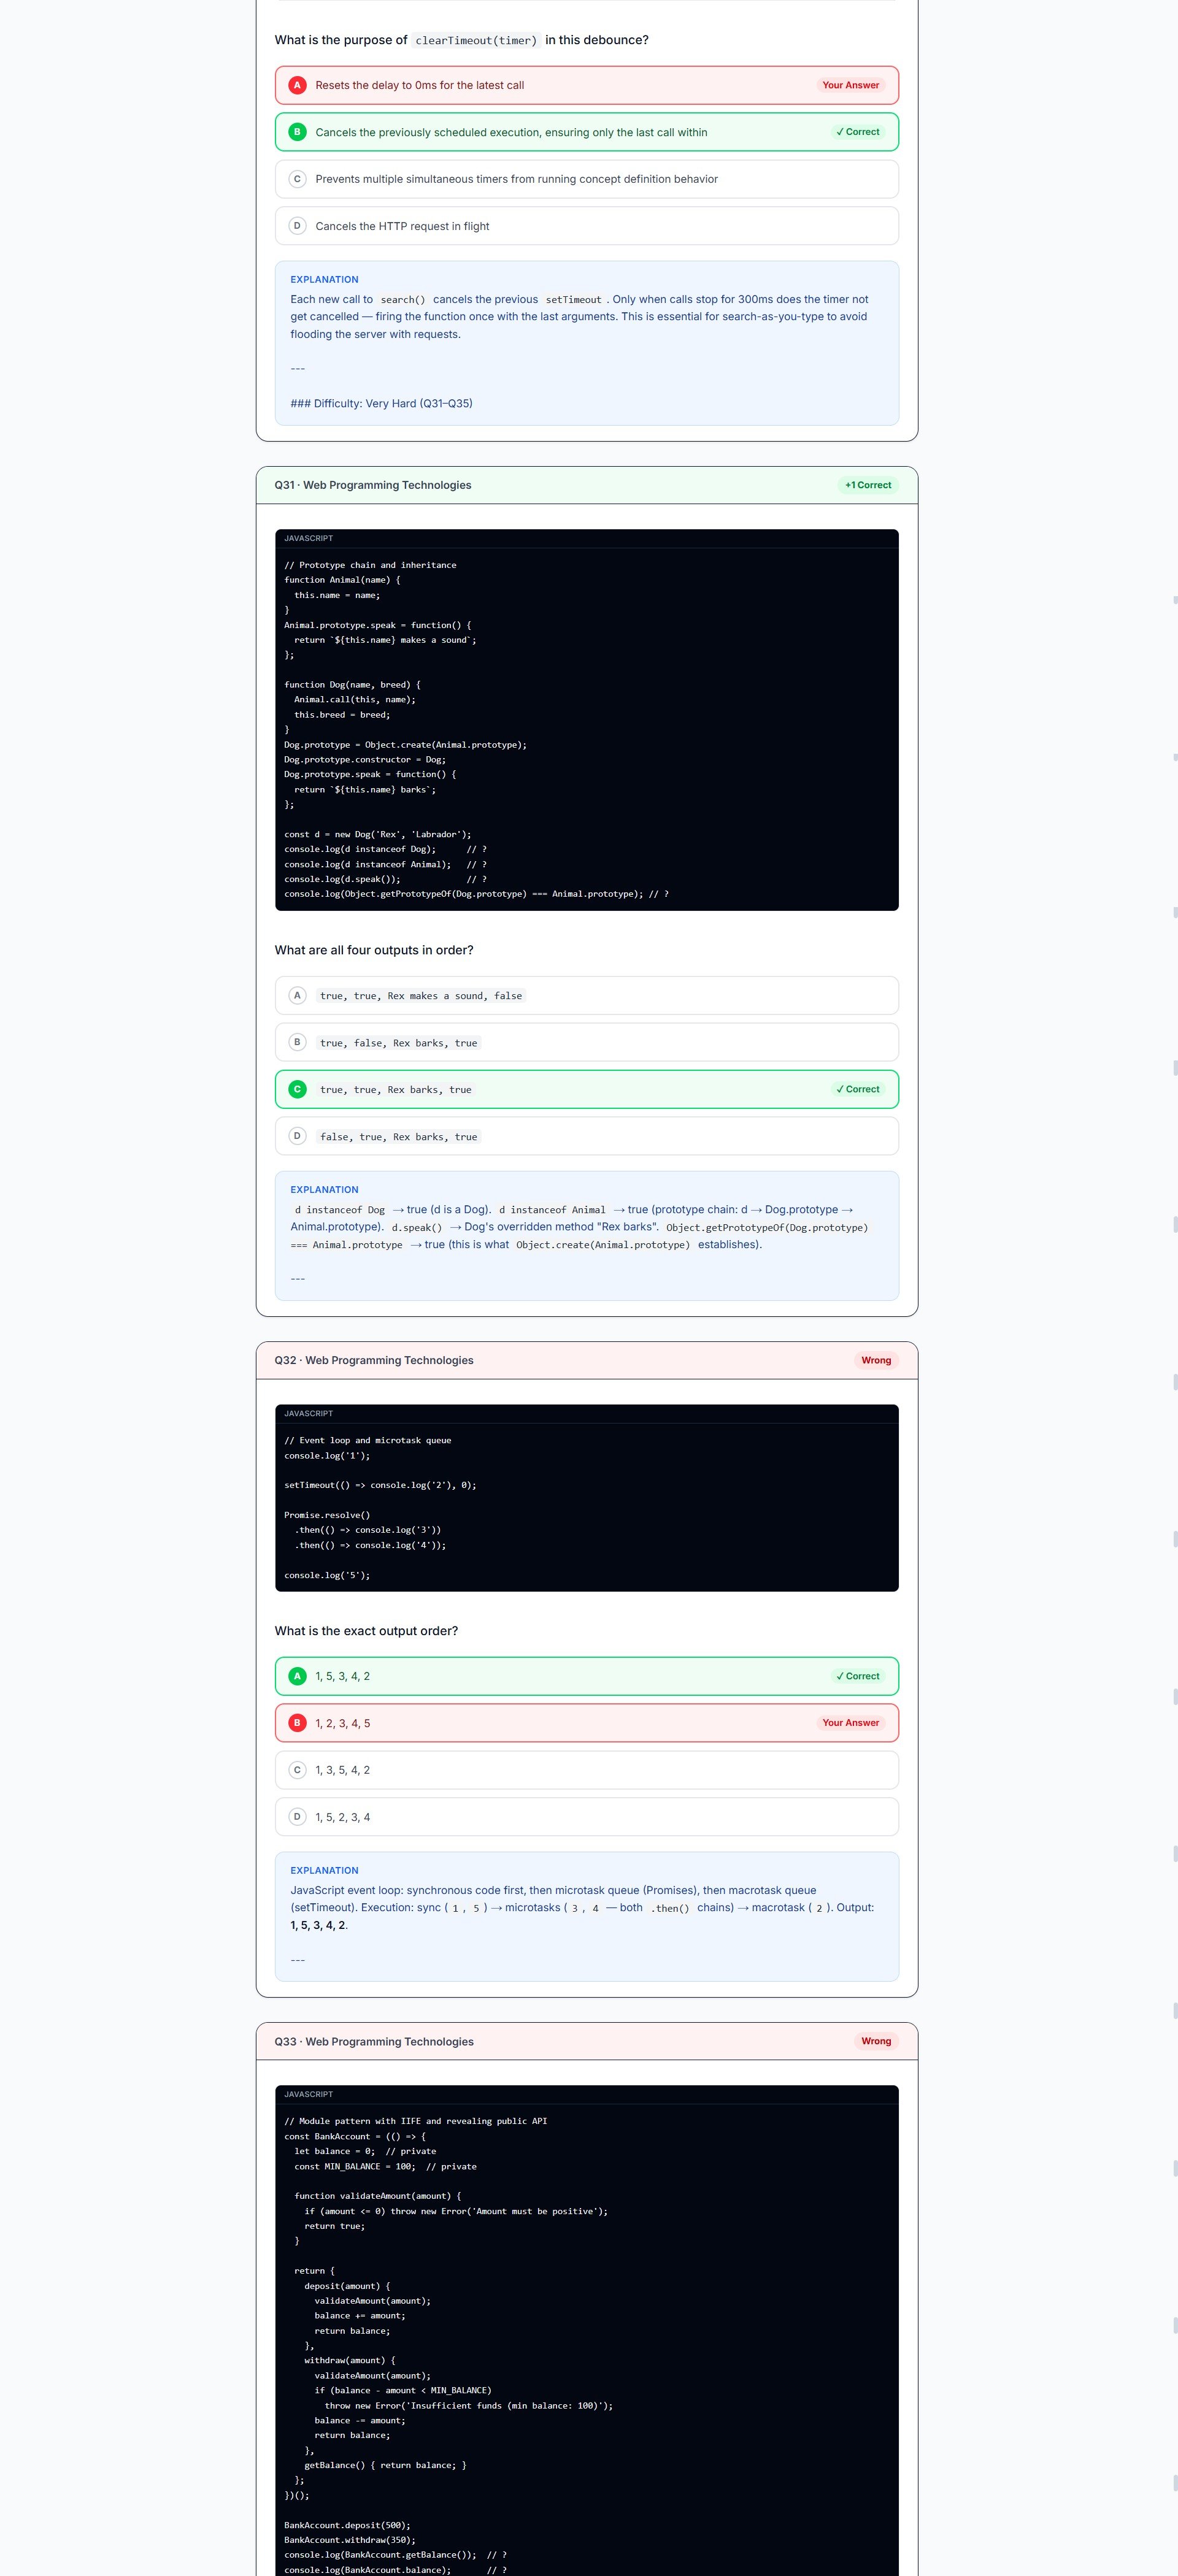 What is the purpose of clearTimeout(timer) in this debounce?
A Resets the delay to 0ms for the latest call Your Answer
B Cancels the previously scheduled execution, ensuring only the last call within ✓ Correct
C Prevents multiple simultaneous timers from running concept definition behavior
D Cancels the HTTP request in flight
EXPLANATION
Each new call to search() cancels the previous setTimeout . Only when calls stop for 300ms does the timer not
get cancelled — firing the function once with the last arguments. This is essential for search-as-you-type to avoid
flooding the server with requests.
---
### Difficulty: Very Hard (Q31–Q35)
Q31 · Web Programming Technologies +1 Correct
JAVASCRIPT
// Prototype chain and inheritance
function Animal(name) {
  this.name = name;
}
Animal.prototype.speak = function() {
  return `${this.name} makes a sound`;
};
function Dog(name, breed) {
  Animal.call(this, name);
  this.breed = breed;
}
Dog.prototype = Object.create(Animal.prototype);
Dog.prototype.constructor = Dog;
Dog.prototype.speak = function() {
  return `${this.name} barks`;
};
const d = new Dog('Rex', 'Labrador');
console.log(d instanceof Dog);      // ?
console.log(d instanceof Animal);   // ?
console.log(d.speak());             // ?
console.log(Object.getPrototypeOf(Dog.prototype) === Animal.prototype); // ?
What are all four outputs in order?
A true, true, Rex makes a sound, false
B true, false, Rex barks, true
C true, true, Rex barks, true ✓ Correct
D false, true, Rex barks, true
EXPLANATION
d instanceof Dog → true (d is a Dog). d instanceof Animal → true (prototype chain: d → Dog.prototype →
Animal.prototype). d.speak() → Dog's overridden method "Rex barks". Object.getPrototypeOf(Dog.prototype)
=== Animal.prototype → true (this is what Object.create(Animal.prototype) establishes).
---
Q32 · Web Programming Technologies Wrong
JAVASCRIPT
// Event loop and microtask queue
console.log('1');
setTimeout(() => console.log('2'), 0);
Promise.resolve()
  .then(() => console.log('3'))
  .then(() => console.log('4'));
console.log('5');
What is the exact output order?
A 1, 5, 3, 4, 2 ✓ Correct
B 1, 2, 3, 4, 5 Your Answer
C 1, 3, 5, 4, 2
D 1, 5, 2, 3, 4
EXPLANATION
JavaScript event loop: synchronous code first, then microtask queue (Promises), then macrotask queue
(setTimeout). Execution: sync ( 1 , 5 ) → microtasks ( 3 , 4 — both .then() chains) → macrotask ( 2 ). Output:
1, 5, 3, 4, 2.
---
Q33 · Web Programming Technologies Wrong
JAVASCRIPT
// Module pattern with IIFE and revealing public API
const BankAccount = (() => {
  let balance = 0;  // private
  const MIN_BALANCE = 100;  // private
  function validateAmount(amount) {
    if (amount <= 0) throw new Error('Amount must be positive');
    return true;
  }
  return {
    deposit(amount) {
      validateAmount(amount);
      balance += amount;
      return balance;
    },
    withdraw(amount) {
      validateAmount(amount);
      if (balance - amount < MIN_BALANCE)
        throw new Error('Insufficient funds (min balance: 100)');
      balance -= amount;
      return balance;
    },
    getBalance() { return balance; }
  };
})();
BankAccount.deposit(500);
BankAccount.withdraw(350);
console.log(BankAccount.getBalance());  // ?
console.log(BankAccount.balance);       // ?